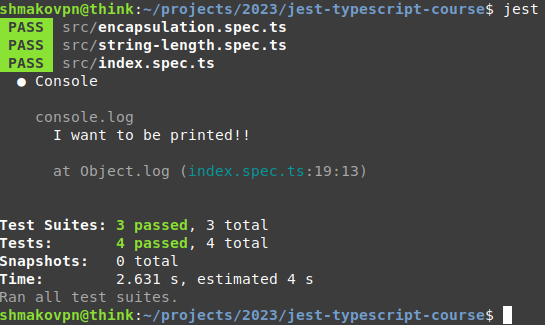 shmakovpn@think:~/projects/2023/jest-typescript-course$ jest
PASS src/encapsulation.spec.ts
PASS src/string-length.spec.ts
PASS src/index.spec.ts
● Console
console.log
I want to be printed!!
at Object.log (index.spec.ts:19:13)
Test Suites: 3 passed, 3 total
Tests: 4 passed, 4 total
Snapshots: 0 total
Time: 2.631 s, estimated 4 s
Ran all test suites.
shmakovpn@think:~/projects/2023/jest-typescript-course$